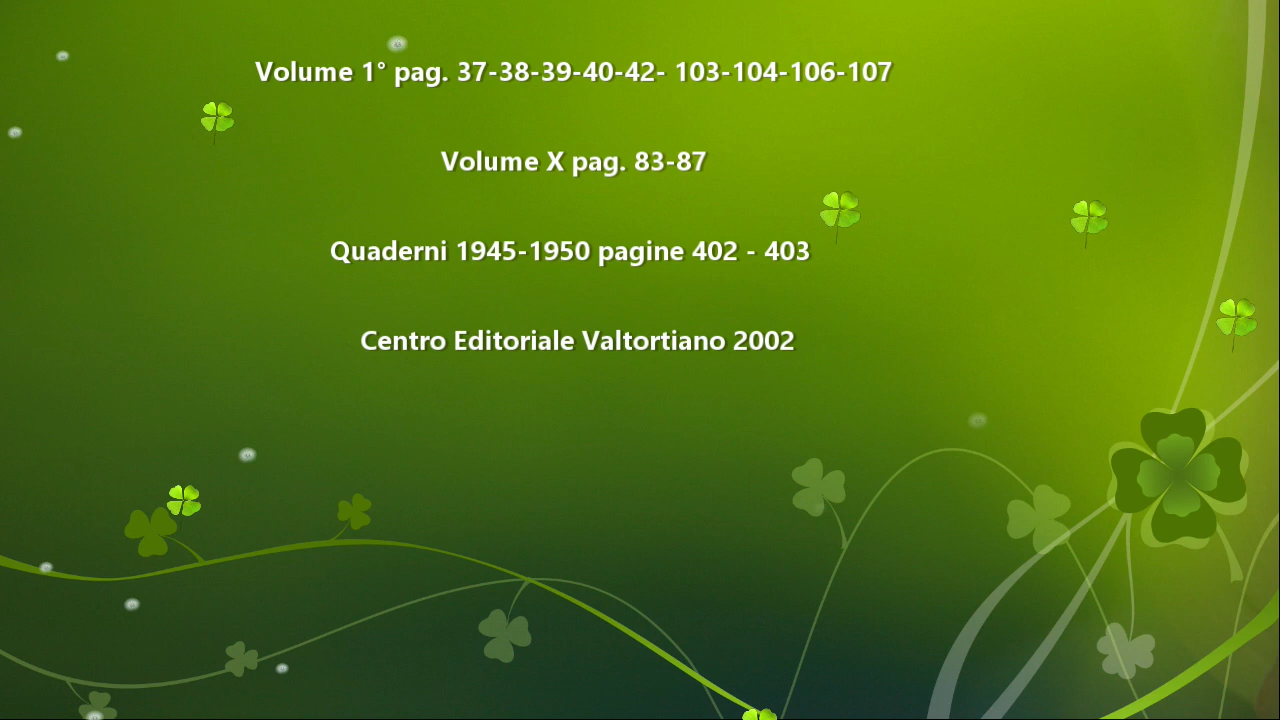 Volume 1° pag. 37-38-39-40-42- 103-104-106-107
Volume X pag. 83-87
Quaderni 1945-1950 pagine 402 - 403
Centro Editoriale Valtortiano 2002